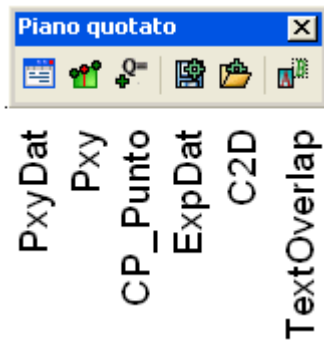 Piano quotato
Q=
PxyDat
Pxy
CP_Punto
ExpDat
C2D
TextOverlap